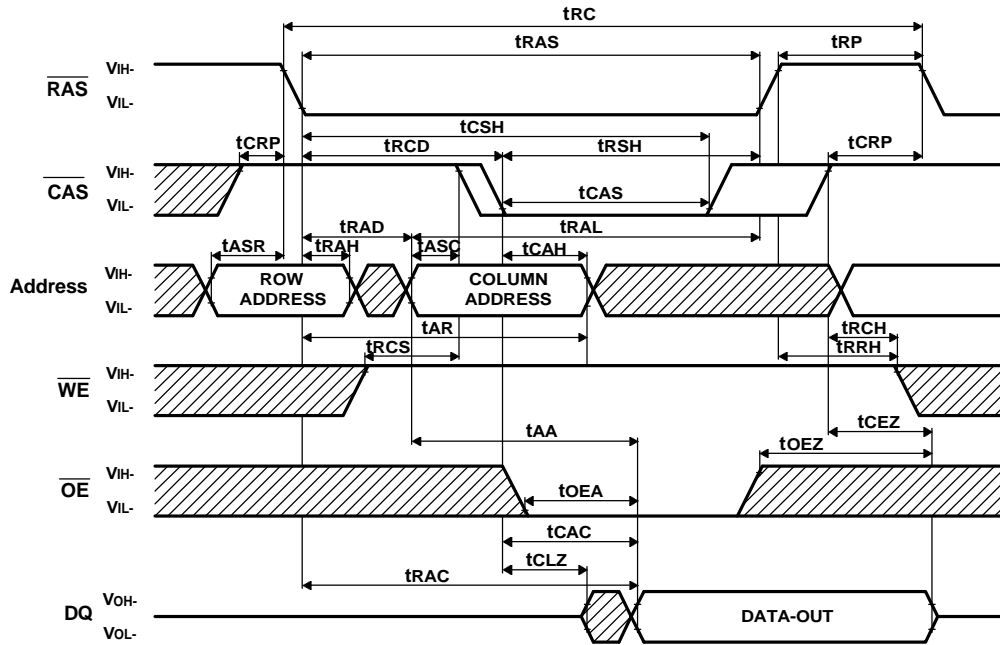 tRC
tRAS tRP
RAS VIH-
VIL-
tCSH
tCRP tRCD tRSH tCRP
CAS VIH-
VIL-
tCAS
tRAD tRAL
tASR tRAH tASC tCAH
Address VIH-
VIL-
ROW ADDRESS
COLUMN ADDRESS
tAR tRCH
tRCS tRRH
WE VIH-
VIL-
tCEZ
tAA tOEZ
OE VIH-
VIL-
tOEA
tCAC
tCLZ
tRAC
DQ VOH-
VOL-
DATA-OUT